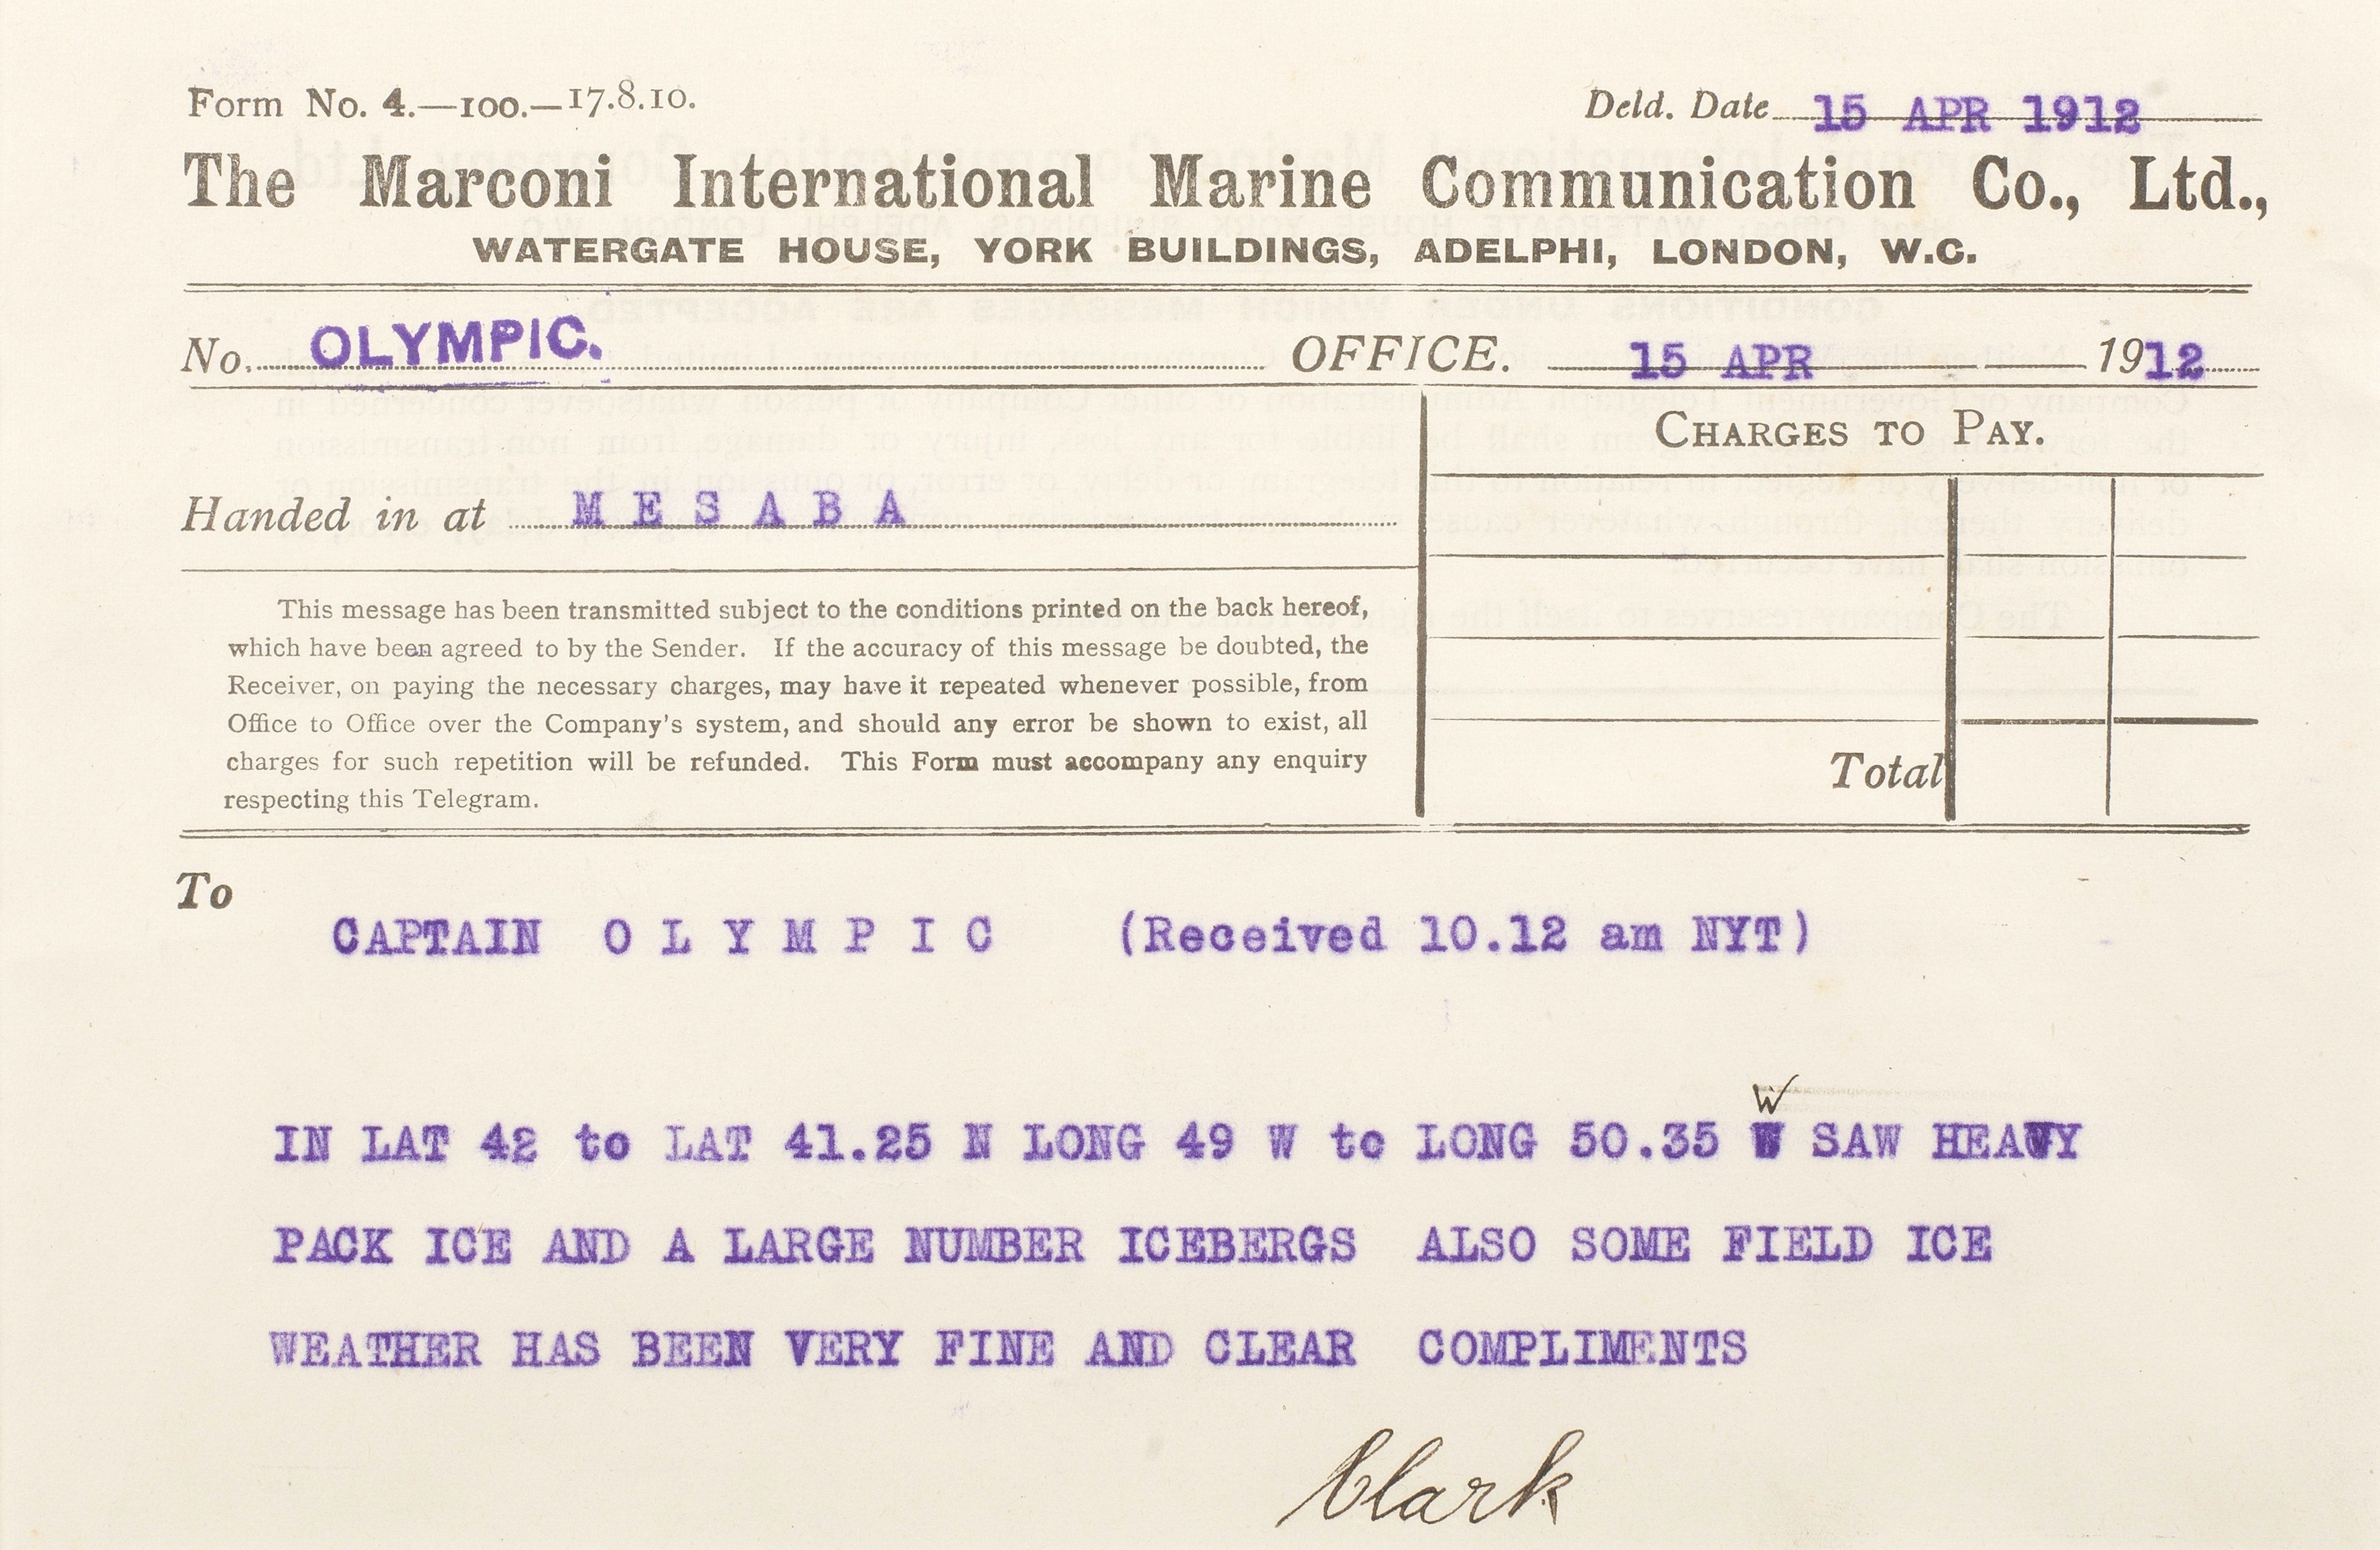 Form No. 4.—100.—17.8.10.
Deld. Date 15 APR 1912
The Marconi International Marine Communication Co., Ltd.,
WATERGATE HOUSE, YORK BUILDINGS, ADELPHI, LONDON, W.C.
No. OLYMPIC. OFFICE. 15 APR 1912
CHARGES TO PAY.
Handed in at MESABA
This message has been transmitted subject to the conditions printed on the back hereof,
which have been agreed to by the Sender. If the accuracy of this message be doubted, the
Receiver, on paying the necessary charges, may have it repeated whenever possible, from
Office to Office over the Company's system, and should any error be shown to exist, all
charges for such repetition will be refunded. This Form must accompany any enquiry
respecting this Telegram.
Total
To
CAPTAIN OLYMPIC (Received 10.12 am NYT)
W
IN LAT 42 to LAT 41.25 N LONG 49 W to LONG 50.35 W SAW HEAVY
PACK ICE AND A LARGE NUMBER ICEBERGS ALSO SOME FIELD ICE
WEATHER HAS BEEN VERY FINE AND CLEAR COMPLIMENTS
Clark